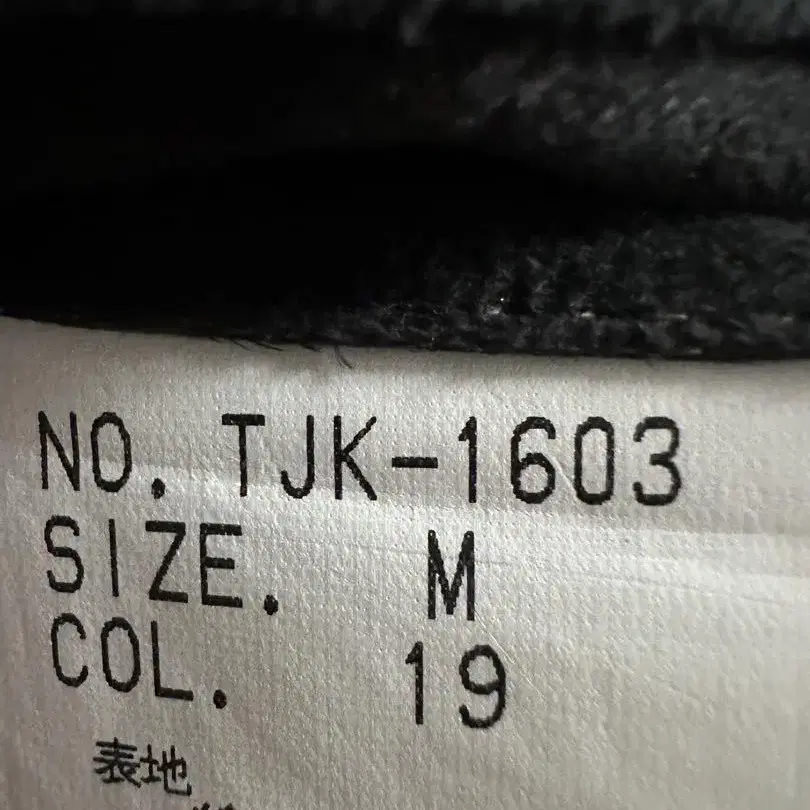 NO. TJK-1603
SIZE. M
COL. 19
表地